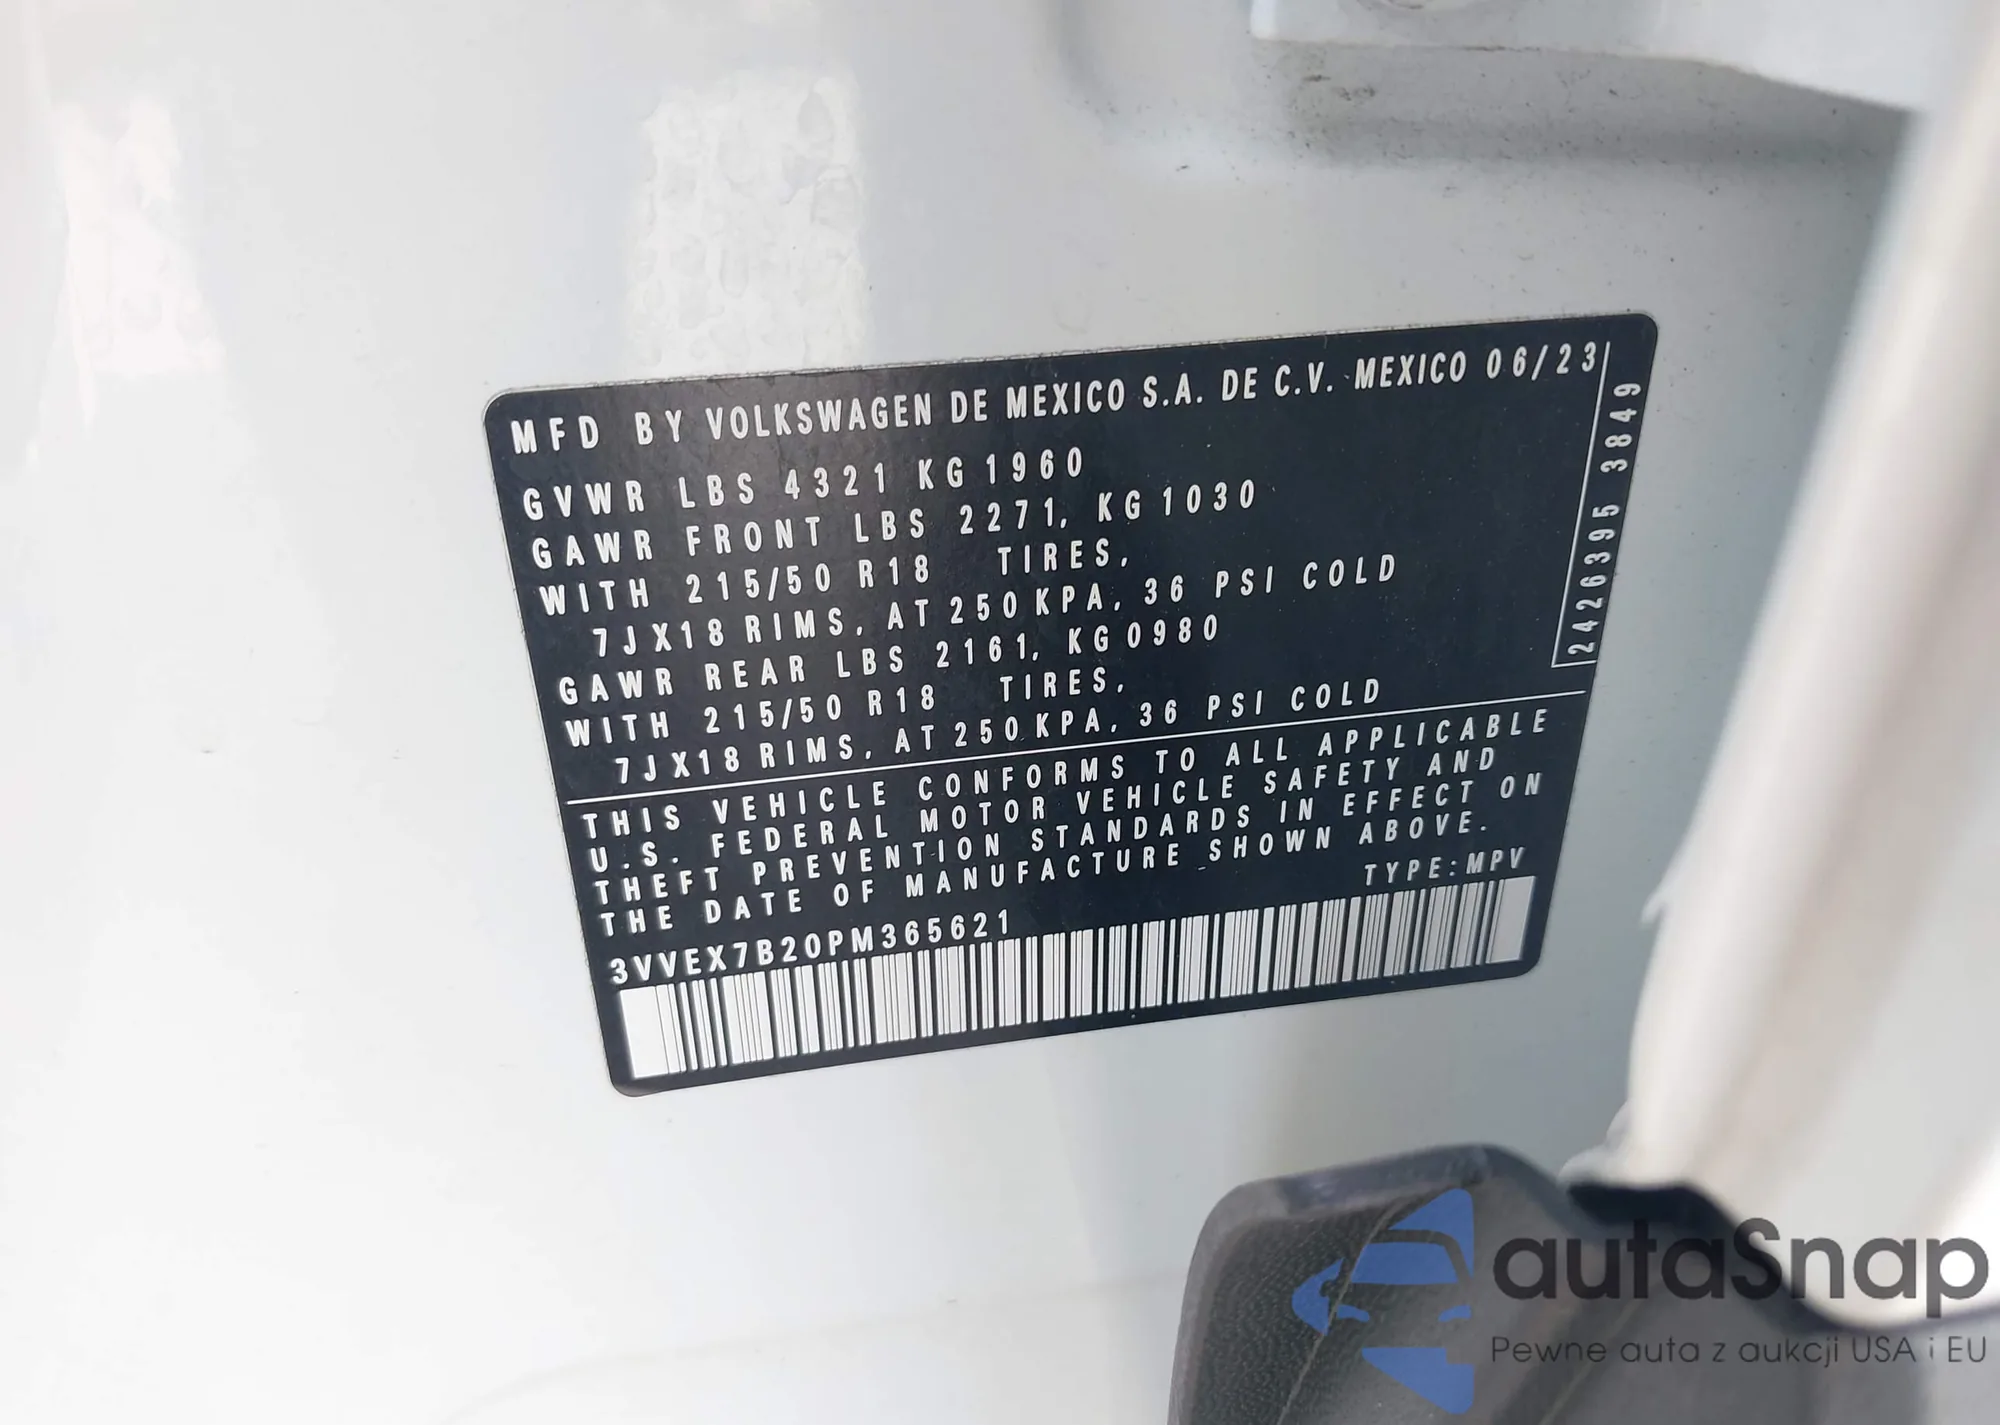 MFD BY VOLKSWAGEN DE MEXICO S.A. DE C.V. MEXICO 06/23
GVWR LBS 4321 KG 1960
GAWR FRONT LBS 2271, KG 1030
WITH 215/50 R18 TIRES,
7JX18 RIMS, AT 250 KPA, 36 PSI COLD
GAWR REAR LBS 2161, KG 0980
WITH 215/50 R18 TIRES,
7JX18 RIMS, AT 250 KPA, 36 PSI COLD
2426395 3849
THIS VEHICLE CONFORMS TO ALL APPLICABLE
U.S. FEDERAL MOTOR VEHICLE SAFETY AND
THEFT PREVENTION STANDARDS IN EFFECT ON
THE DATE OF MANUFACTURE SHOWN ABOVE.
TYPE: MPV
3VVEX7B20PM365621
autaSnap
Pewne auta z aukcji USA i EU